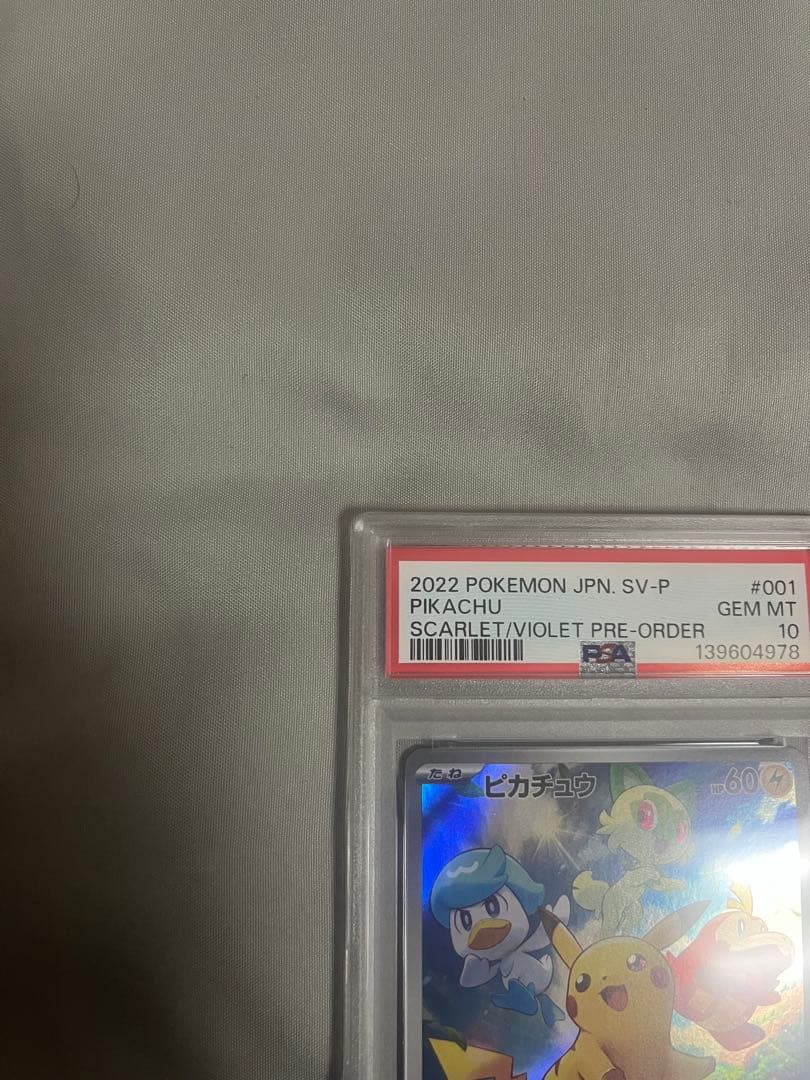 2022 POKEMON JPN. SV-P #001
PIKACHU GEM MT
SCARLET/VIOLET PRE-ORDER 10
PSA 139604978
たね ピカチュウ HP60